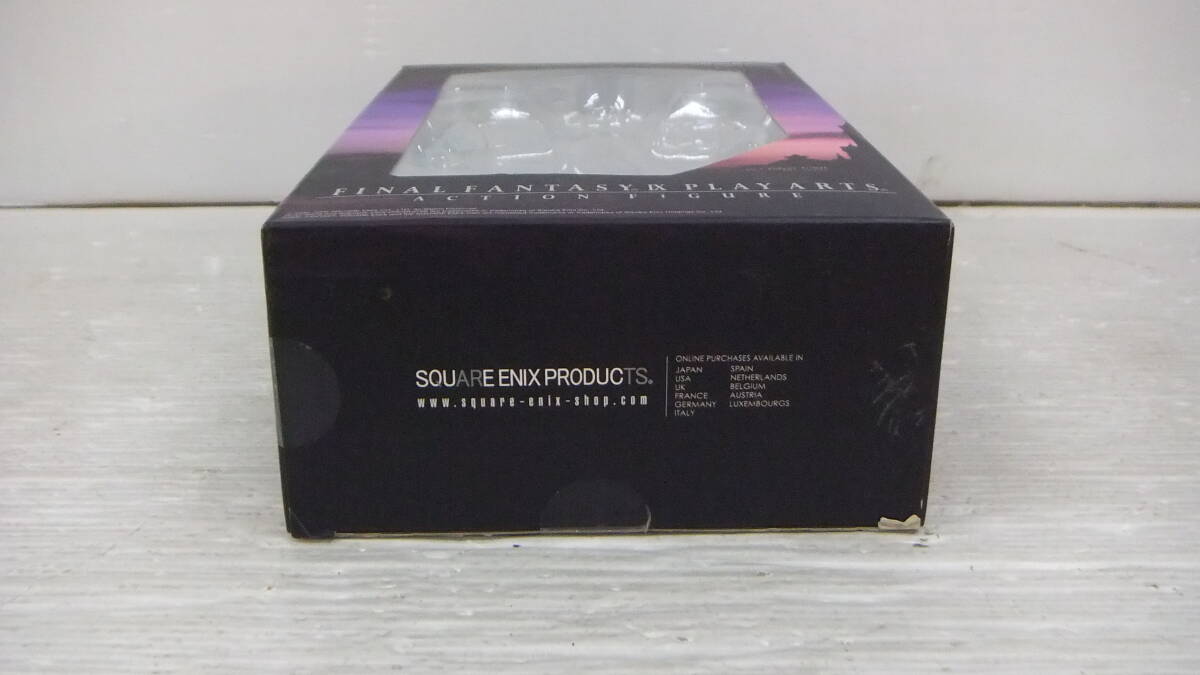 FINAL FANTASY IX PLAY ARTS
ACTION FIGURE
SQUARE ENIX PRODUCTS.
www.square-enix-shop.com
ONLINE PURCHASES AVAILABLE IN
JAPAN SPAIN
USA NETHERLANDS
UK BELGIUM
FRANCE AUSTRIA
GERMANY LUXEMBOURGS
ITALY